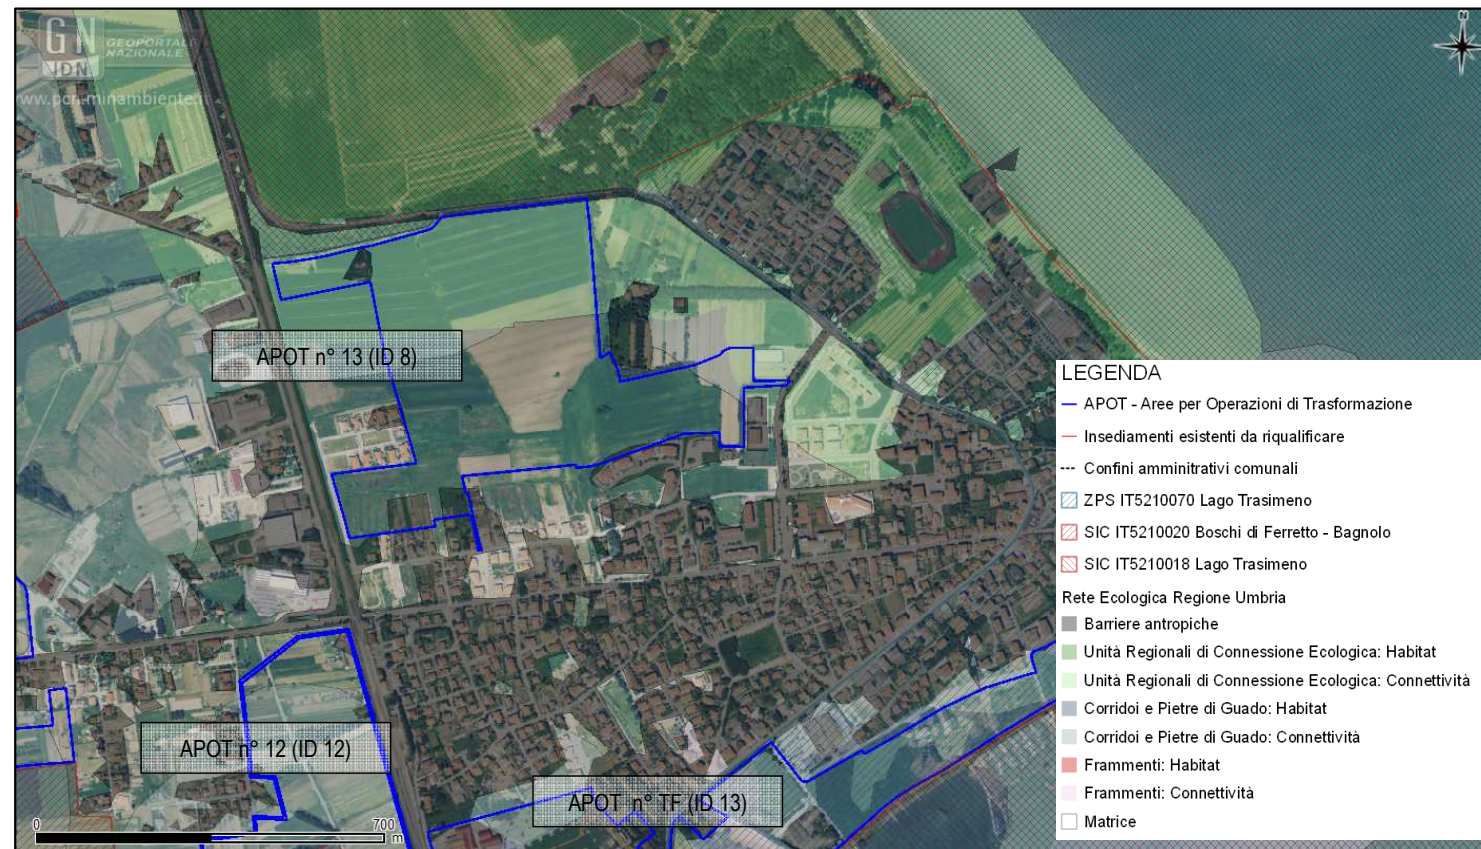 GN
IDN
GEOPORTALE
NAZIONALE
www.pcn.minambiente.it
N
APOT n° 13 (ID 8)
APOT n° 12 (ID 12)
APOT n° TF (ID 13)
0
700
m
LEGENDA
APOT - Aree per Operazioni di Trasformazione
Insediamenti esistenti da riqualificare
Confini amminitrativi comunali
ZPS IT5210070 Lago Trasimeno
SIC IT5210020 Boschi di Ferretto - Bagnolo
SIC IT5210018 Lago Trasimeno
Rete Ecologica Regione Umbria
Barriere antropiche
Unità Regionali di Connessione Ecologica: Habitat
Unità Regionali di Connessione Ecologica: Connettività
Corridoi e Pietre di Guado: Habitat
Corridoi e Pietre di Guado: Connettività
Frammenti: Habitat
Frammenti: Connettività
Matrice